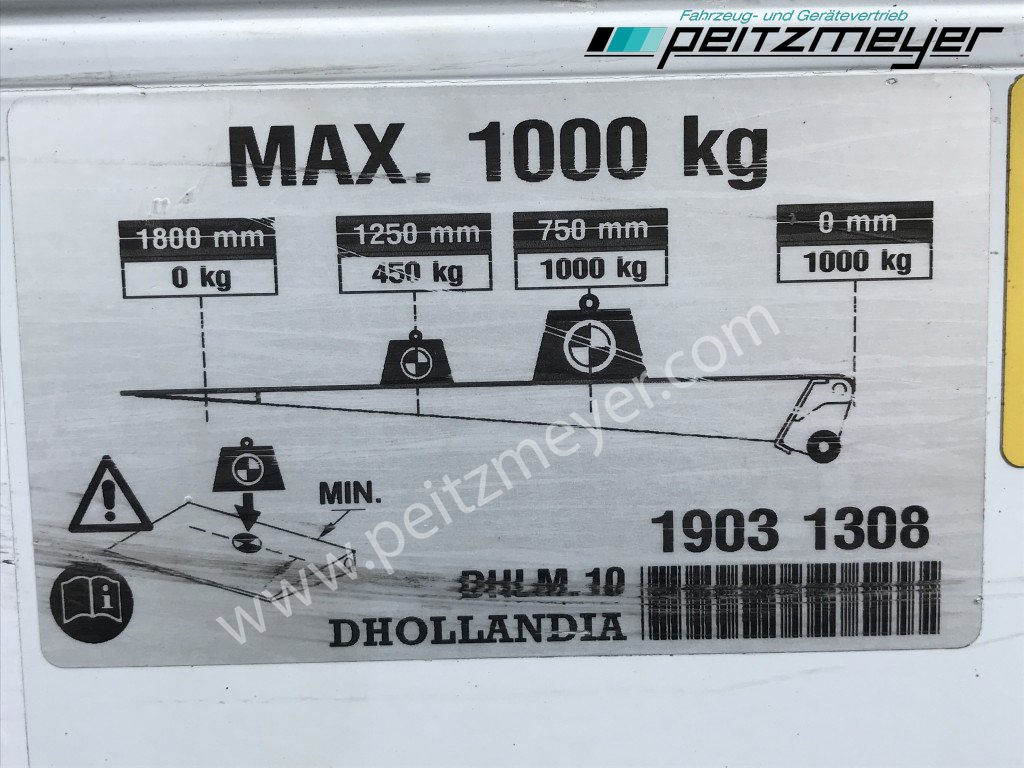 Fahrzeug- und Gerätevertrieb
peitzmeyer
MAX. 1000 kg
1800 mm
0 kg
1250 mm
450 kg
750 mm
1000 kg
0 mm
1000 kg
MIN.
www.peitzmeyer.com
1903 1308
DHLM.10
DHOLLANDIA